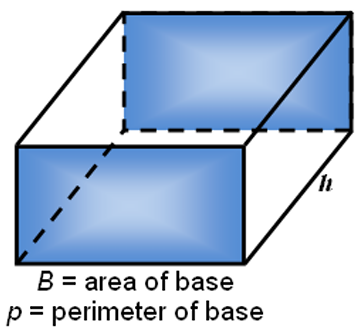 h
B = area of base
p = perimeter of base